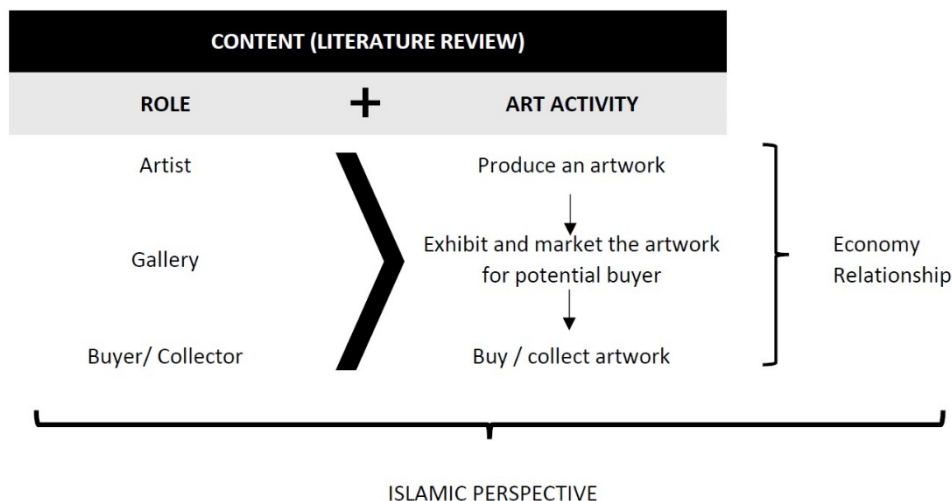 CONTENT (LITERATURE REVIEW)
ROLE + ART ACTIVITY
Artist
Produce an artwork
Gallery
Exhibit and market the artwork
for potential buyer
Buyer/ Collector
Buy / collect artwork
Economy
Relationship
ISLAMIC PERSPECTIVE